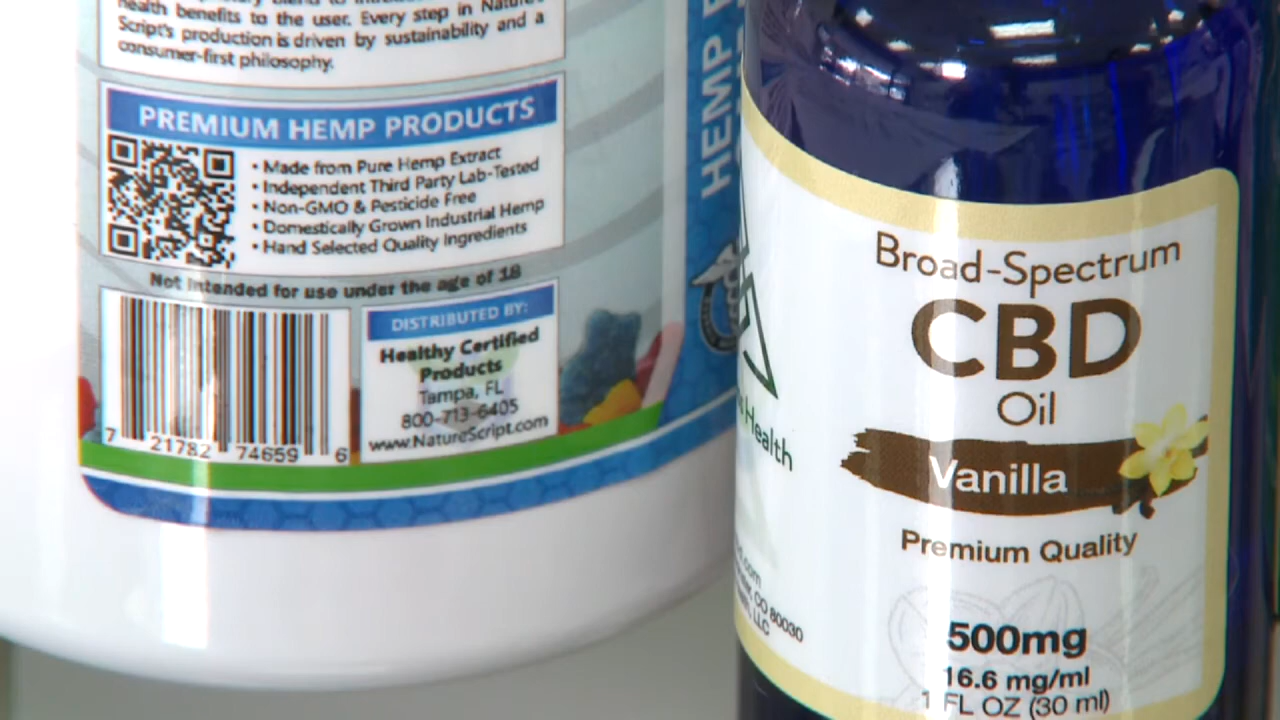 health benefits to the user. Every step in Nature
Script's production is driven by sustainability and a
consumer-first philosophy.
PREMIUM HEMP PRODUCTS
• Made from Pure Hemp Extract
• Independent Third Party Lab-Tested
• Non-GMO & Pesticide Free
• Domestically Grown Industrial Hemp
• Hand Selected Quality Ingredients
Not Intended for use under the age of 18
7 21782 74659 6
DISTRIBUTED BY:
Healthy Certified
Products
Tampa, FL
800-713-6405
www.NatureScript.com
HEMP
Health
CO 80030
LLC
Broad-Spectrum
CBD
Oil
Vanilla
Premium Quality
500mg
16.6 mg/ml
1 FL OZ (30 ml)